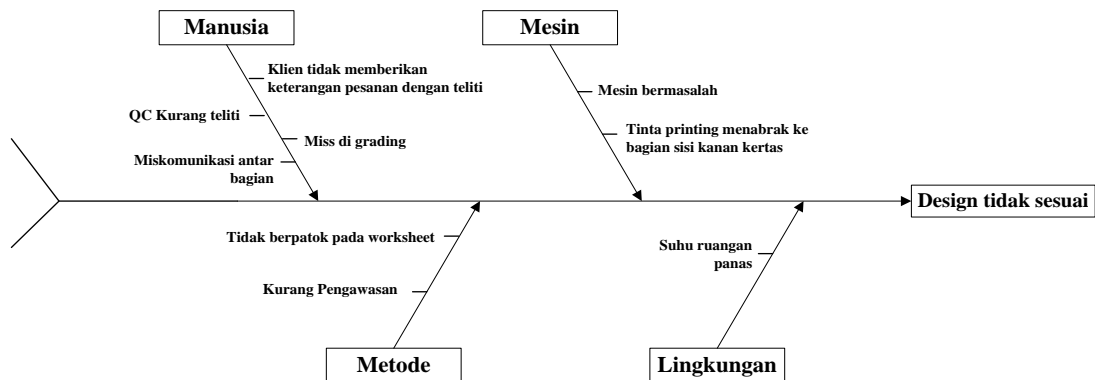 Manusia
Mesin
Klien tidak memberikan
keterangan pesanan dengan teliti
QC Kurang teliti
Miss di grading
Miskomunikasi antar
bagian
Mesin bermasalah
Tinta printing menabrak ke
bagian sisi kanan kertas
Design tidak sesuai
Tidak berpatok pada worksheet
Kurang Pengawasan
Suhu ruangan
panas
Metode
Lingkungan